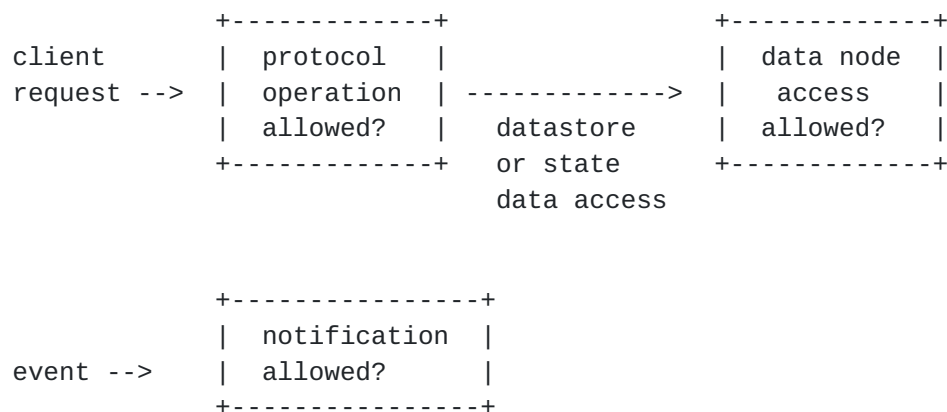 +-------------+                 +-------------+
client      |  protocol   |                 |  data node  |
request --> |  operation  | ------------->  |   access    |
            |  allowed?   |   datastore     |  allowed?   |
            +-------------+   or state      +-------------+
                              data access


            +----------------+
            |  notification  |
event -->   |  allowed?      |
            +----------------+